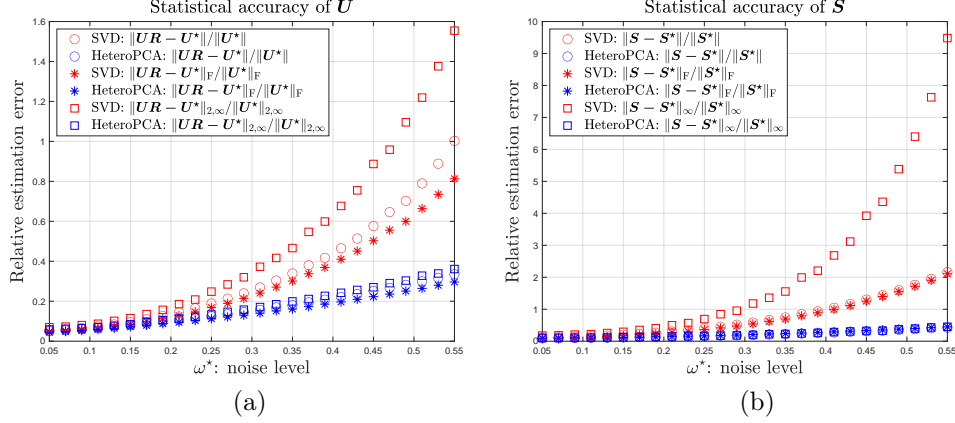 Statistical accuracy of U
1.6
1.4
1.2
1
0.8
0.6
0.4
0.2
0
Relative estimation error
SVD: ‖UR − U⋆‖/‖U⋆‖
HeteroPCA: ‖UR − U⋆‖/‖U⋆‖
SVD: ‖UR − U⋆‖F/‖U⋆‖F
HeteroPCA: ‖UR − U⋆‖F/‖U⋆‖F
SVD: ‖UR − U⋆‖2,∞/‖U⋆‖2,∞
HeteroPCA: ‖UR − U⋆‖2,∞/‖U⋆‖2,∞
0.05 0.1 0.15 0.2 0.25 0.3 0.35 0.4 0.45 0.5 0.55
ω⋆: noise level
(a)
Statistical accuracy of S
10
9
8
7
6
5
4
3
2
1
0
Relative estimation error
SVD: ‖S − S⋆‖/‖S⋆‖
HeteroPCA: ‖S − S⋆‖/‖S⋆‖
SVD: ‖S − S⋆‖F/‖S⋆‖F
HeteroPCA: ‖S − S⋆‖F/‖S⋆‖F
SVD: ‖S − S⋆‖∞/‖S⋆‖∞
HeteroPCA: ‖S − S⋆‖∞/‖S⋆‖∞
0.05 0.1 0.15 0.2 0.25 0.3 0.35 0.4 0.45 0.5 0.55
ω⋆: noise level
(b)